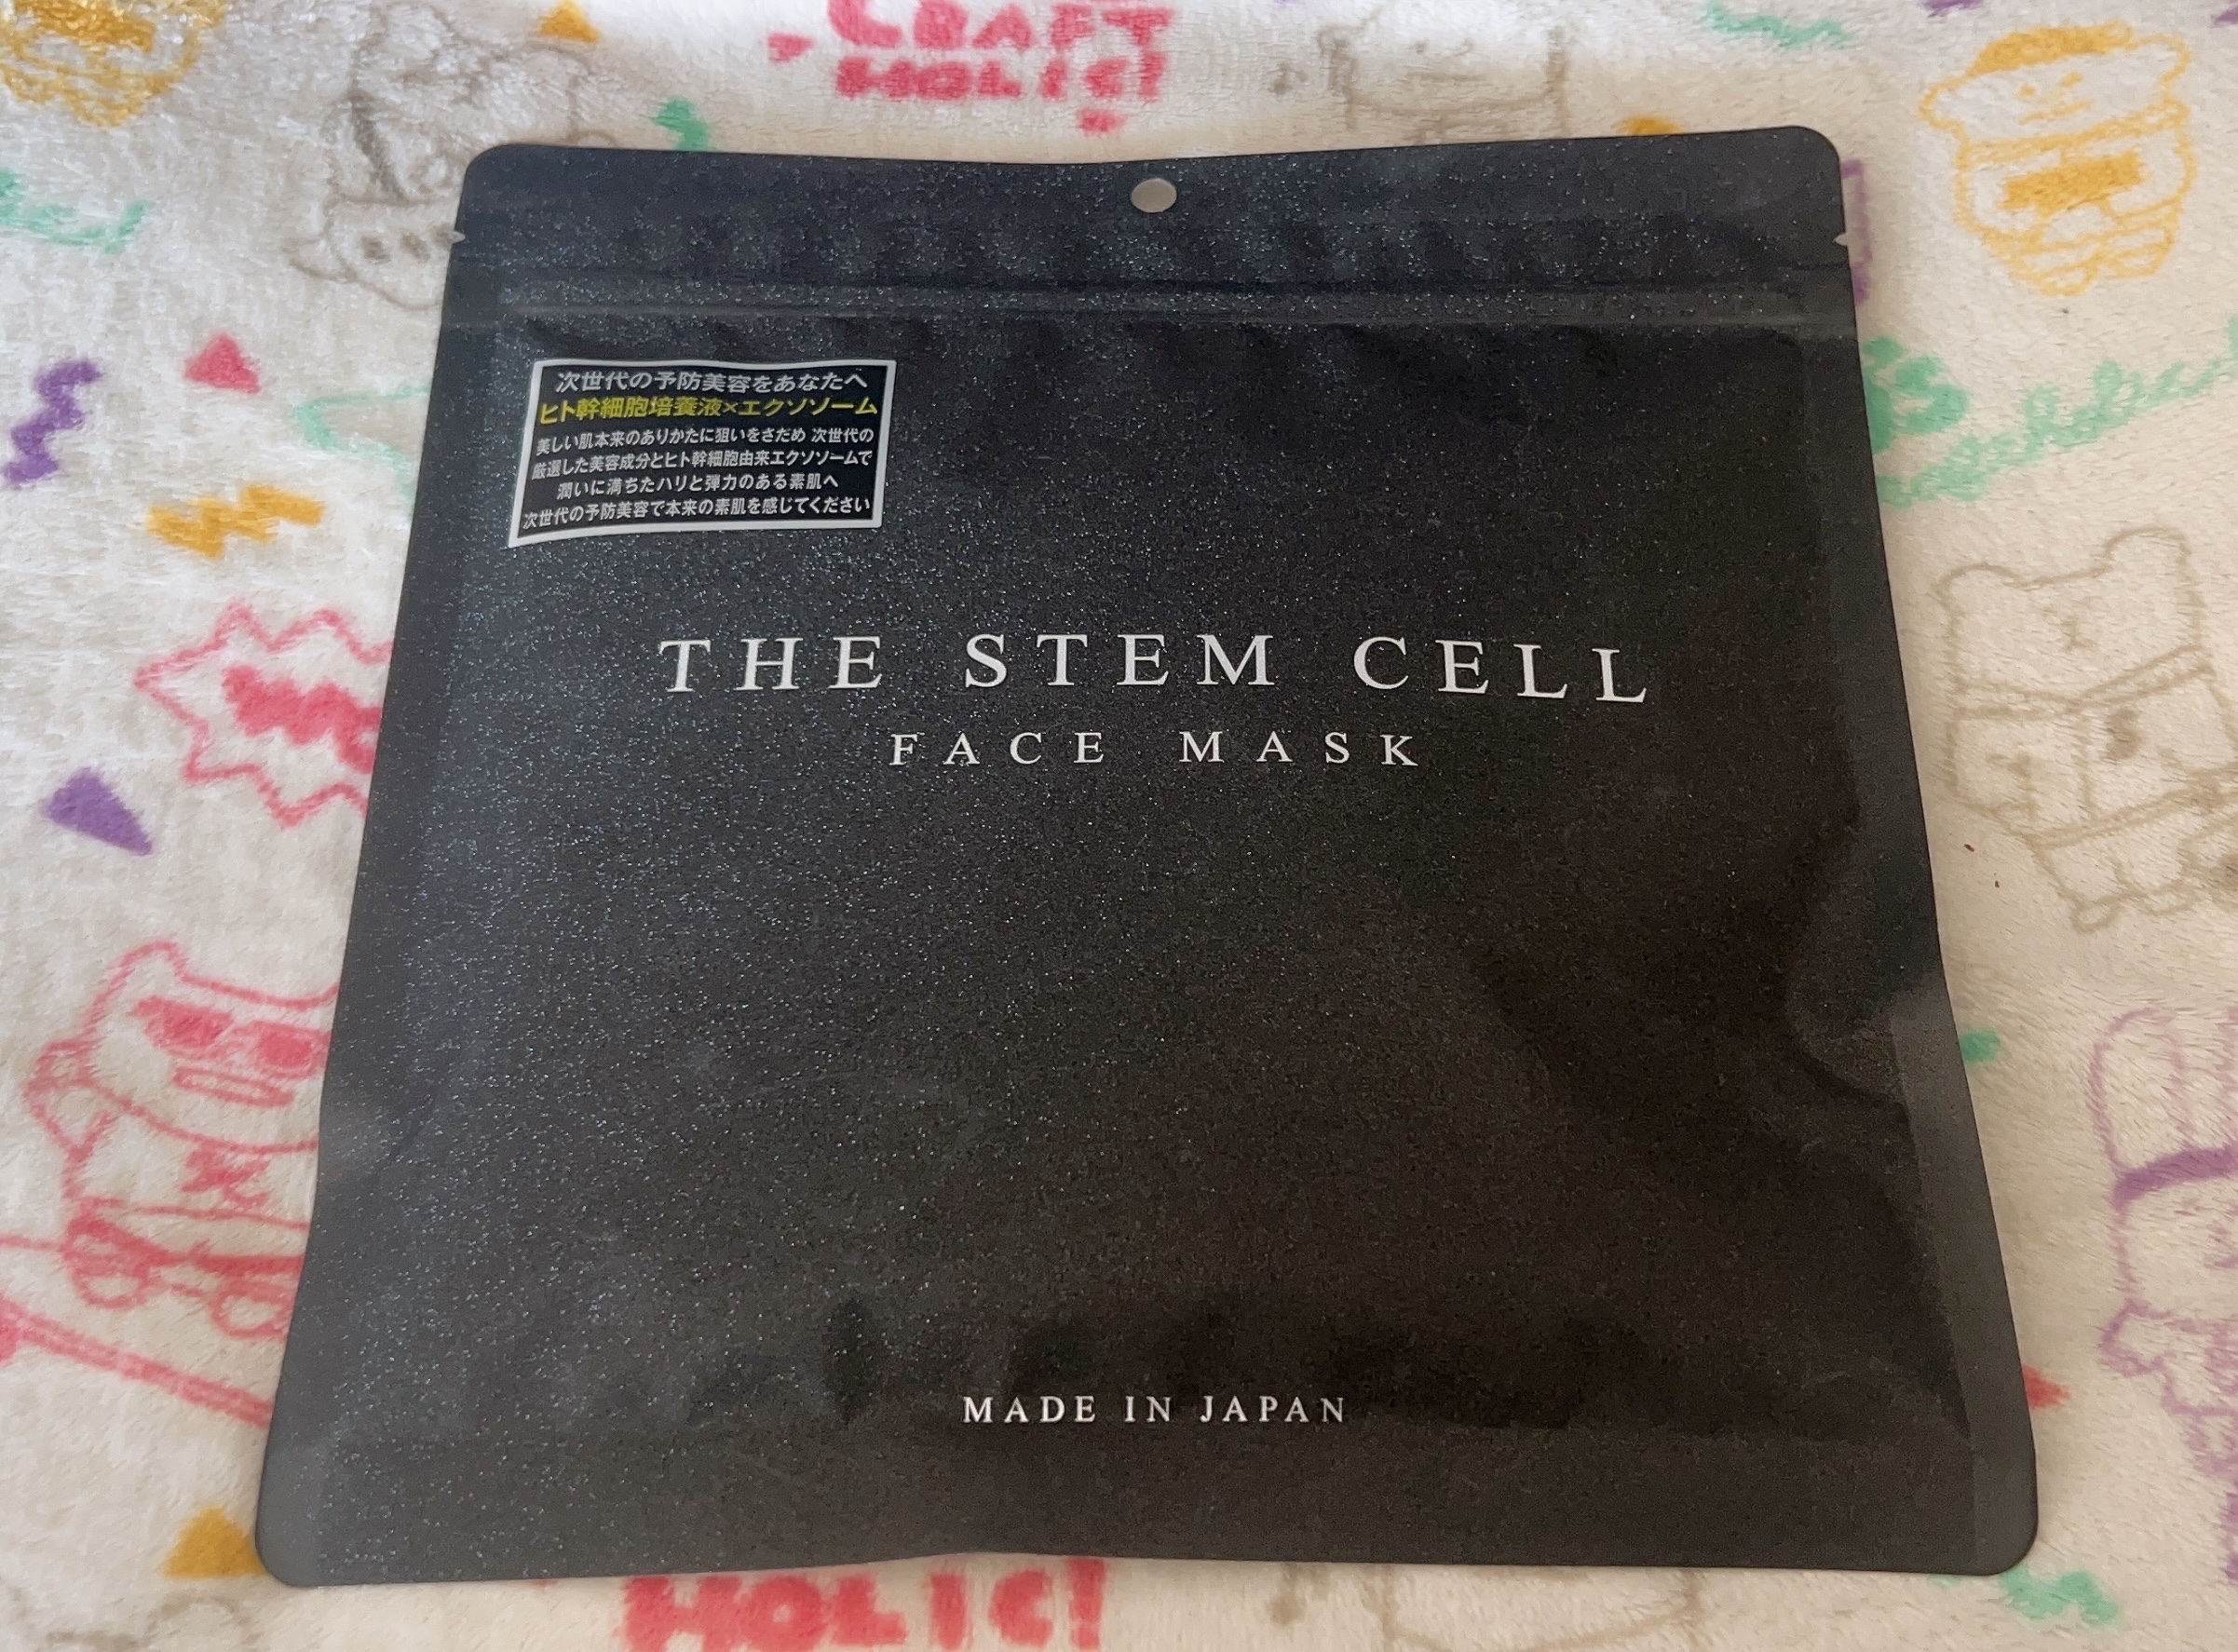 CRAFT
HOLIC!
次世代の予防美容をあなたへ
ヒト幹細胞培養液×エクソソーム
美しい肌本来のありかたに狙いをさだめ 次世代の
厳選した美容成分とヒト幹細胞由来エクソソームで
潤いに満ちたハリと弾力のある素肌へ
次世代の予防美容で本来の素肌を感じてください
THE STEM CELL
FACE MASK
MADE IN JAPAN
HOLIC!